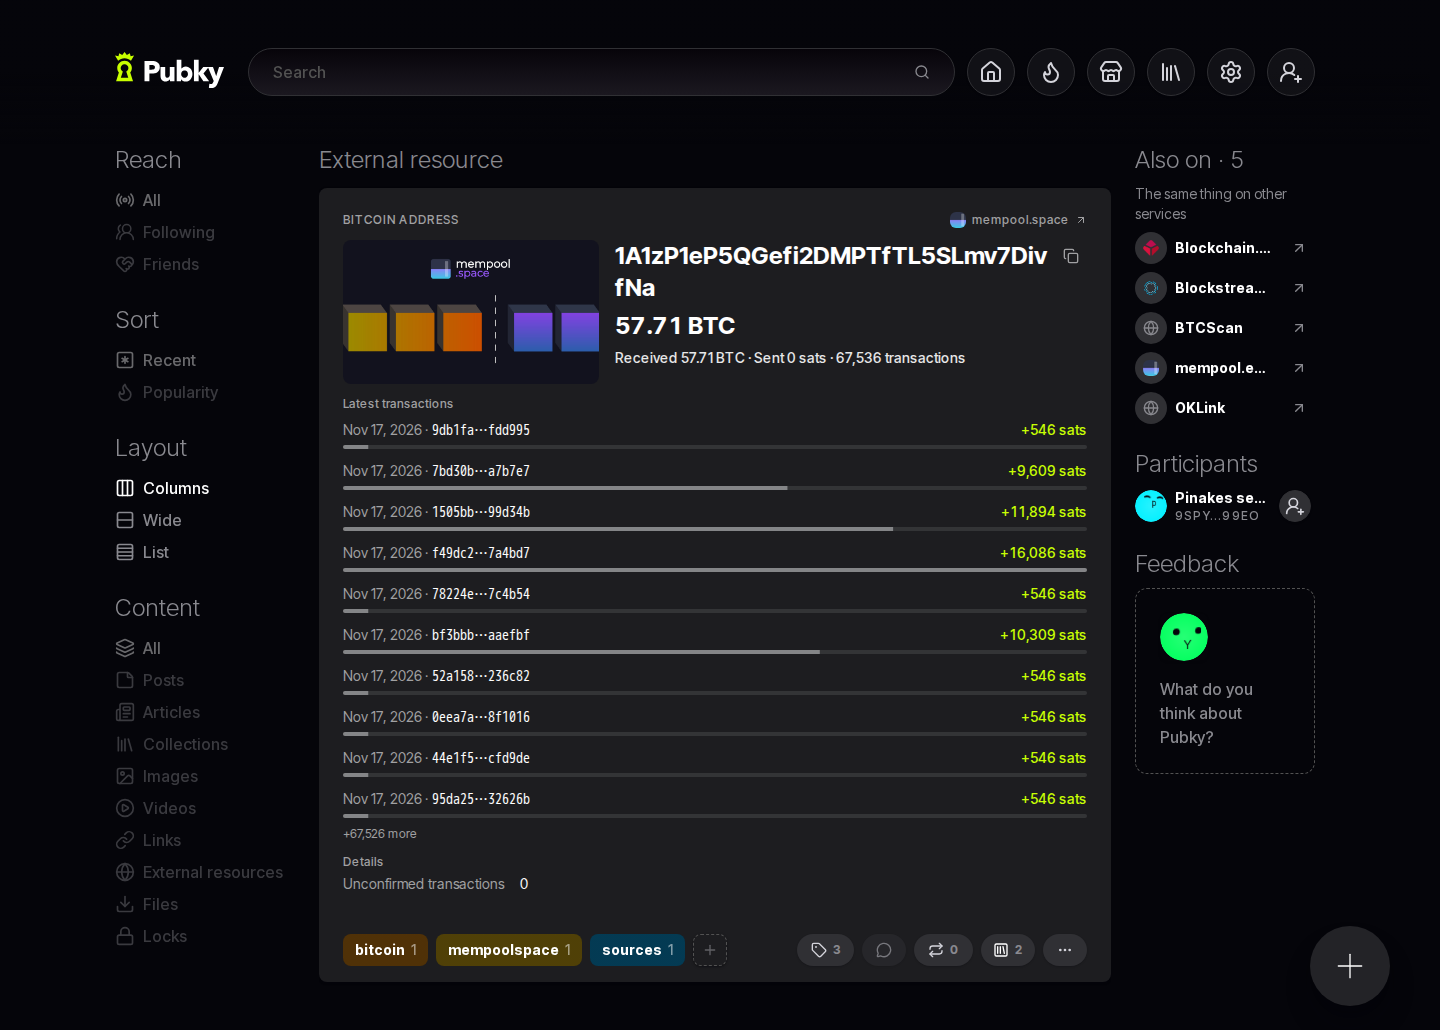 Pubky
Search
Reach
All
Following
Friends
Sort
Recent
Popularity
Layout
Columns
Wide
List
Content
All
Posts
Articles
Collections
Images
Videos
Links
External resources
Files
Locks
External resource
BITCOIN ADDRESS
mempool.space
mempool
.space
1A1zP1eP5QGefi2DMPTfTL5SLmv7Div
fNa
57.71 BTC
Received 57.71 BTC · Sent 0 sats · 67,536 transactions
Latest transactions
Nov 17, 2026 · 9db1fa···fdd995 +546 sats
Nov 17, 2026 · 7bd30b···a7b7e7 +9,609 sats
Nov 17, 2026 · 1505bb···99d34b +11,894 sats
Nov 17, 2026 · f49dc2···7a4bd7 +16,086 sats
Nov 17, 2026 · 78224e···7c4b54 +546 sats
Nov 17, 2026 · bf3bbb···aaefbf +10,309 sats
Nov 17, 2026 · 52a158···236c82 +546 sats
Nov 17, 2026 · 0eea7a···8f1016 +546 sats
Nov 17, 2026 · 44e1f5···cfd9de +546 sats
Nov 17, 2026 · 95da25···32626b +546 sats
+67,526 more
Details
Unconfirmed transactions 0
bitcoin 1 mempoolspace 1 sources 1 3 0 2
Also on · 5
The same thing on other
services
Blockchain....
Blockstrea...
BTCScan
mempool.e...
OKLink
Participants
Pinakes se...
9SPY...99EO
Feedback
What do you
think about
Pubky?